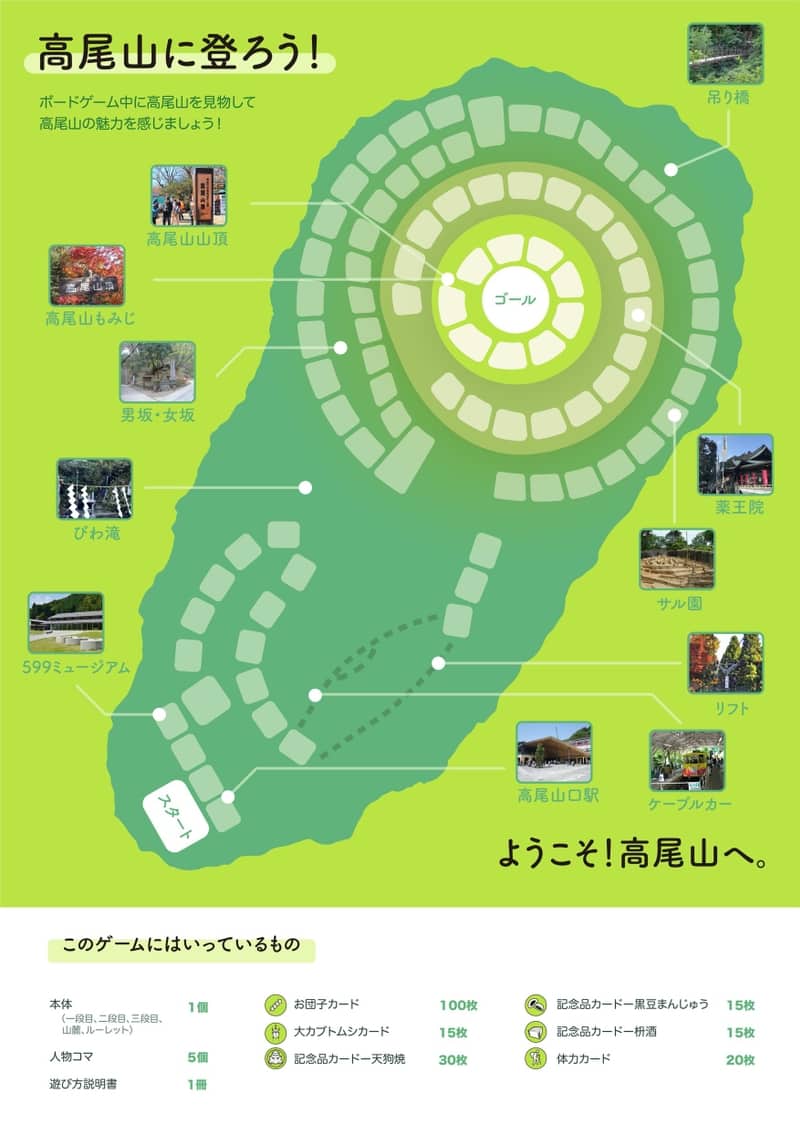 高尾山に登ろう！
ボードゲーム中に高尾山を見物して
高尾山の魅力を感じましょう！
吊り橋
高尾山山頂
高尾山もみじ
ゴール
男坂・女坂
薬王院
びわ滝
サル園
599ミュージアム
リフト
高尾山口駅
ケーブルカー
スタート
ようこそ！高尾山へ。
このゲームにはいっているもの
本体
（一段目、二段目、三段目、
山麓、ルーレット）
1個
人物コマ
5個
遊び方説明書
1冊
お団子カード
100枚
大カブトムシカード
15枚
記念品カードー天狗焼
30枚
記念品カードー黒豆まんじゅう
15枚
記念品カードー枡酒
15枚
体力カード
20枚